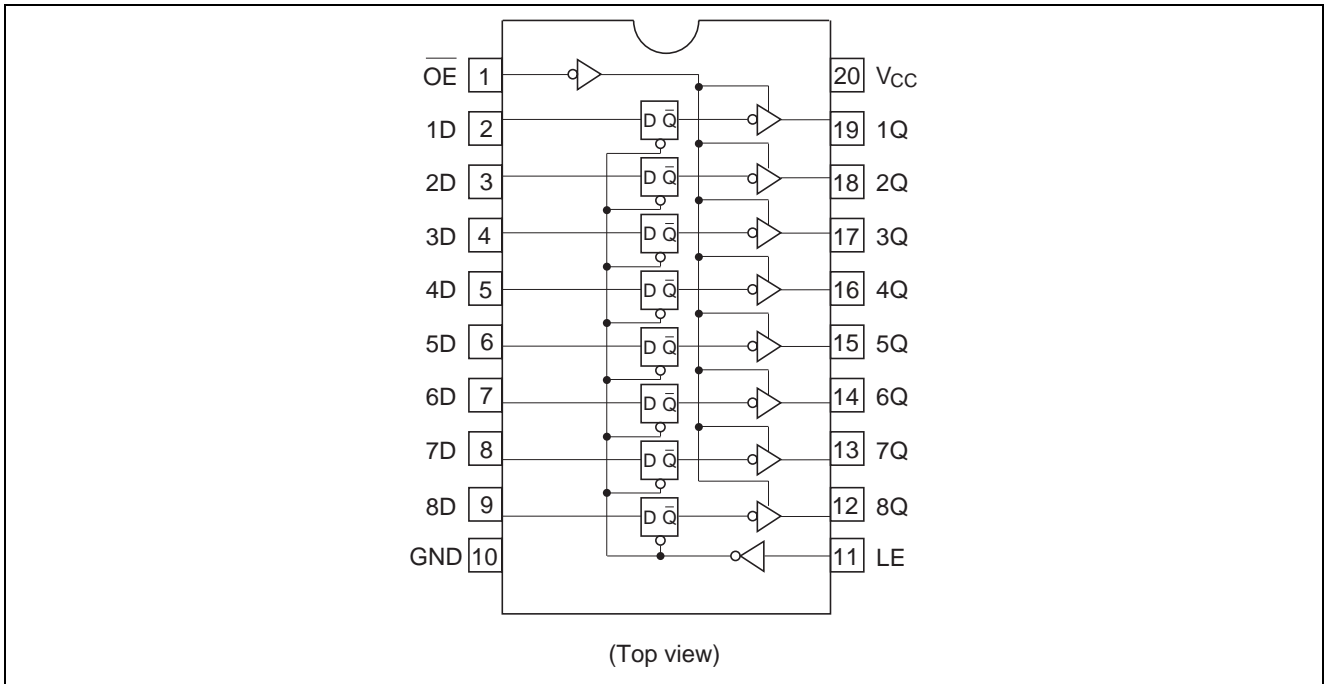 O̅E̅ 1 20 VCC
1D 2 D Q̅ 19 1Q
2D 3 D Q̅ 18 2Q
3D 4 D Q̅ 17 3Q
4D 5 D Q̅ 16 4Q
5D 6 D Q̅ 15 5Q
6D 7 D Q̅ 14 6Q
7D 8 D Q̅ 13 7Q
8D 9 D Q̅ 12 8Q
GND 10 11 LE
(Top view)